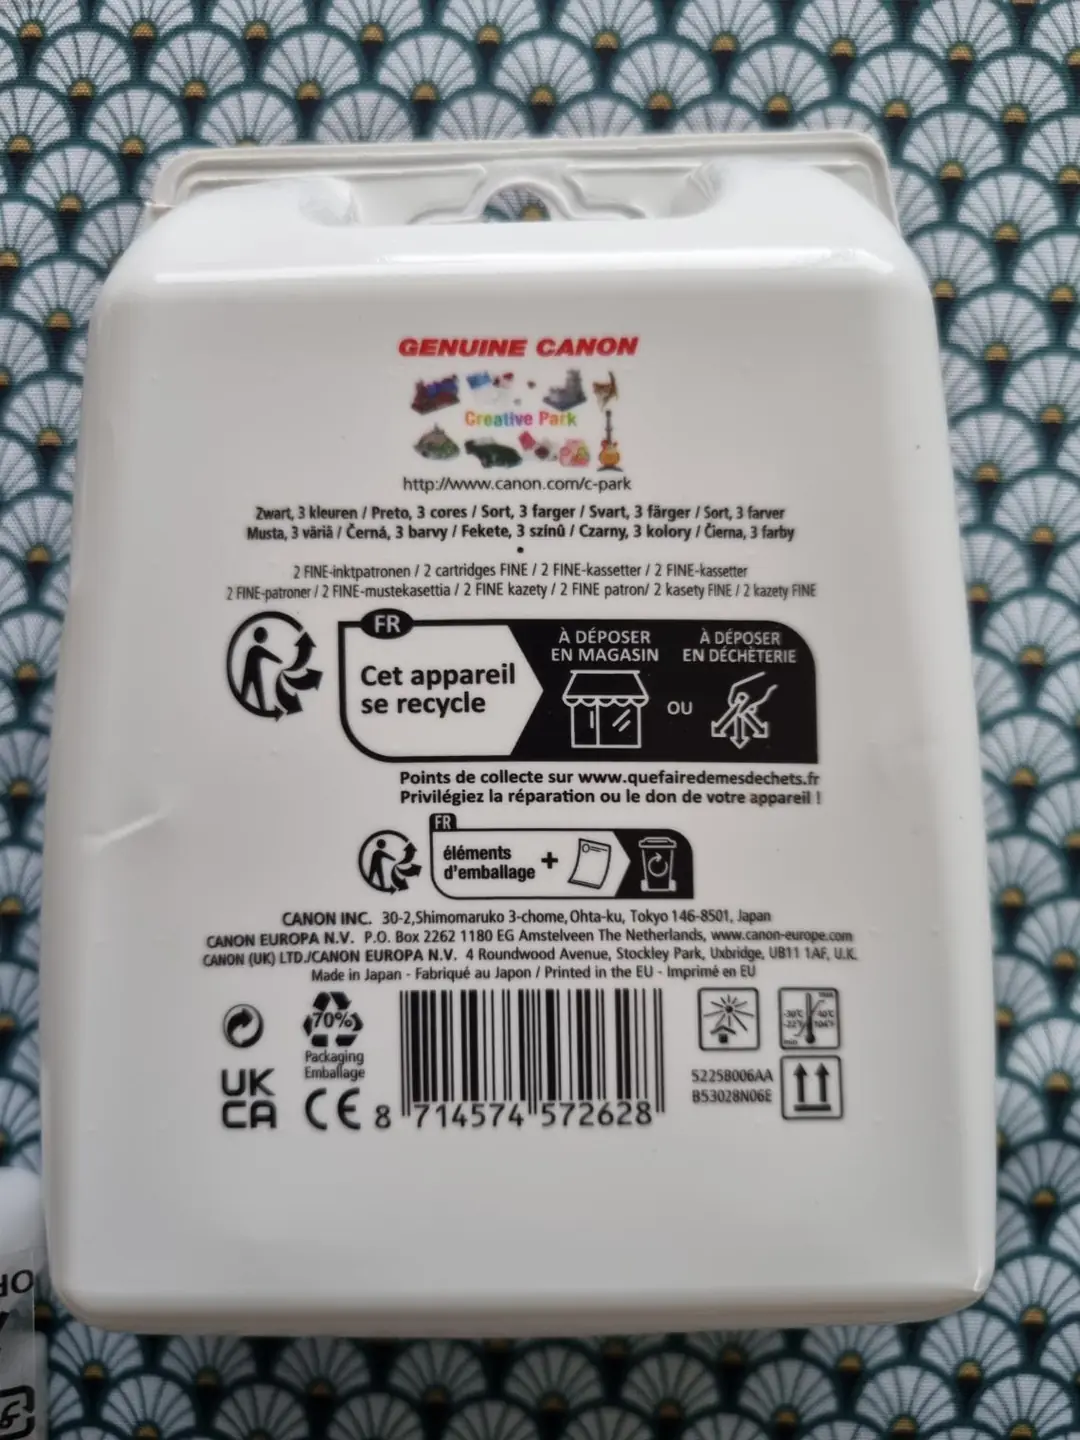 GENUINE CANON
Creative Park
http://www.canon.com/c-park
Zwart, 3 kleuren / Preto, 3 cores / Sort, 3 farger / Svart, 3 färger / Sort, 3 farver
Musta, 3 väriä / Černá, 3 barvy / Fekete, 3 színű / Czarny, 3 kolory / Čierna, 3 farby
•
2 FINE-inktpatronen / 2 cartridges FINE / 2 FINE-kassetter / 2 FINE-kassetter
2 FINE-patroner / 2 FINE-mustekasettia / 2 FINE kazety / 2 FINE patron/ 2 kasety FINE / 2 kazety FINE
FR
Cet appareil
se recycle
À DÉPOSER
EN MAGASIN
OU
À DÉPOSER
EN DÉCHÈTERIE
Points de collecte sur www.quefairedemesdechets.fr
Privilégiez la réparation ou le don de votre appareil !
FR
éléments
d'emballage
+
CANON INC. 30-2,Shimomaruko 3-chome, Ohta-ku, Tokyo 146-8501, Japan
CANON EUROPA N.V. P.O. Box 2262 1180 EG Amstelveen The Netherlands, www.canon-europe.com
CANON (UK) LTD./CANON EUROPA N.V. 4 Roundwood Avenue, Stockley Park, Uxbridge, UB11 1AF, U.K.
Made in Japan - Fabriqué au Japon / Printed in the EU - Imprimé en EU
70%
Packaging
Emballage
UK
CA
CE
8 714574 572628
max
-30°C 40°C
-22°F 104°F
min
5225B006AA
B53028N06E